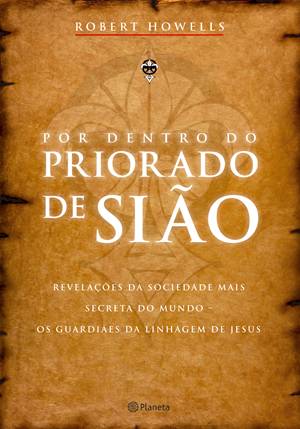 ROBERT HOWELLS
POR DENTRO DO
PRIORADO
DE SIÃO
REVELAÇÕES DA SOCIEDADE MAIS
SECRETA DO MUNDO –
OS GUARDIÃES DA LINHAGEM DE JESUS
Planeta